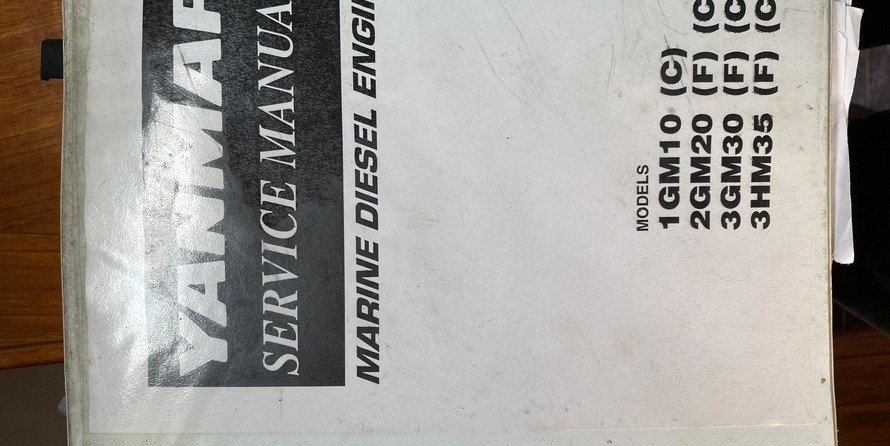 YANMAR
SERVICE MANUA
MARINE DIESEL ENGI
MODELS
1GM10 (C)
2GM20 (F) (C
3GM30 (F) (C
3HM35 (F) (C